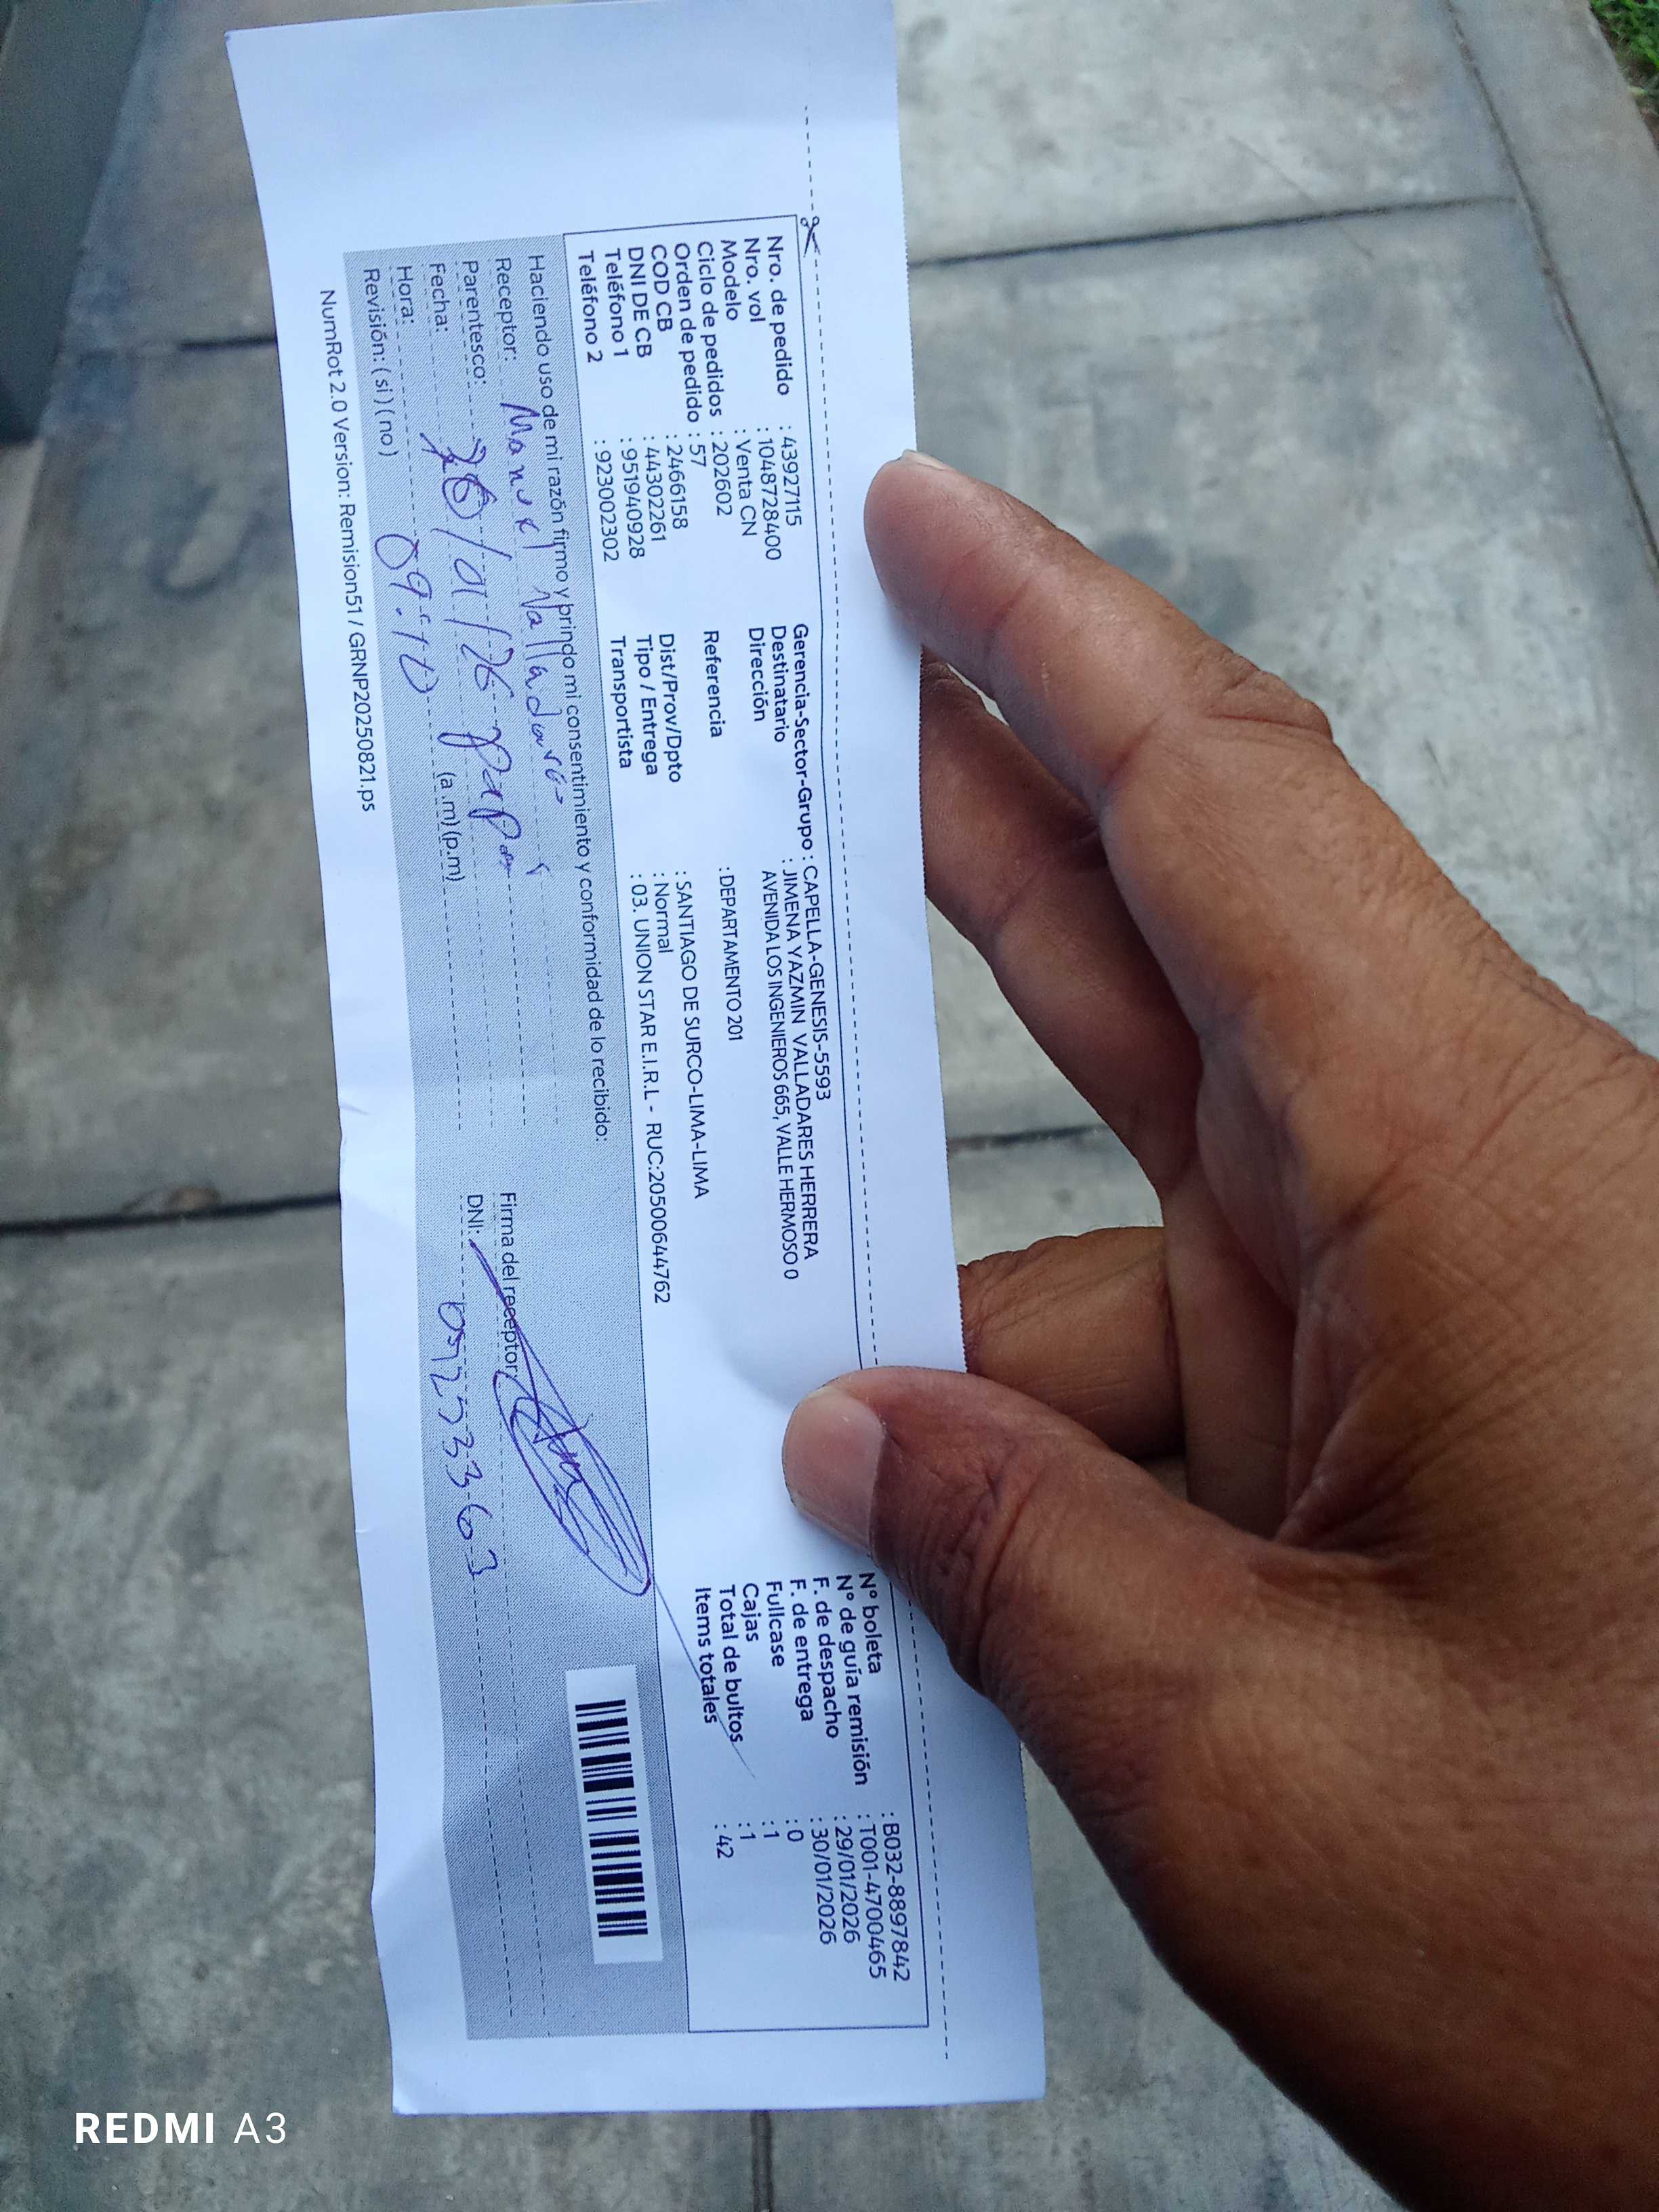 Nro. de pedido : 43927115
Nro. vol : 1048728400
Modelo : Venta CN
Ciclo de pedidos : 202602
Orden de pedido : 57
COD CB : 2466158
DNI DE CB : 44302261
Teléfono 1 : 951940928
Teléfono 2 : 923002302
Gerencia-Sector-Grupo : CAPELLA-GENESIS-5593
Destinatario : JIMENA YAZMIN VALLADARES HERRERA
Dirección AVENIDA LOS INGENIEROS 665, VALLE HERMOSO 0
Referencia : DEPARTAMENTO 201
Dist/Prov/Dpto : SANTIAGO DE SURCO-LIMA-LIMA
Tipo / Entrega : Normal
Transportista : 03. UNION STAR E.I.R.L - RUC:20500644762
N° boleta : B032-8897842
N° de guía remisión : T001-4700465
F. de despacho : 29/01/2026
F. de entrega : 30/01/2026
Fullcase : 0
Cajas : 1
Total de bultos : 1
Items totales : 42
Haciendo uso de mi razón firmo y brindo mi consentimiento y conformidad de lo recibido:
Receptor: Manuel Valladares
Parentesco: papá
Fecha: /01/26
Hora: (a .m) (p.m)
Revisión: ( si ) ( no )
Firma del receptor:
DNI:
NumRot 2.0 Version: Remision51 / GRNP20250821.ps
REDMI A3